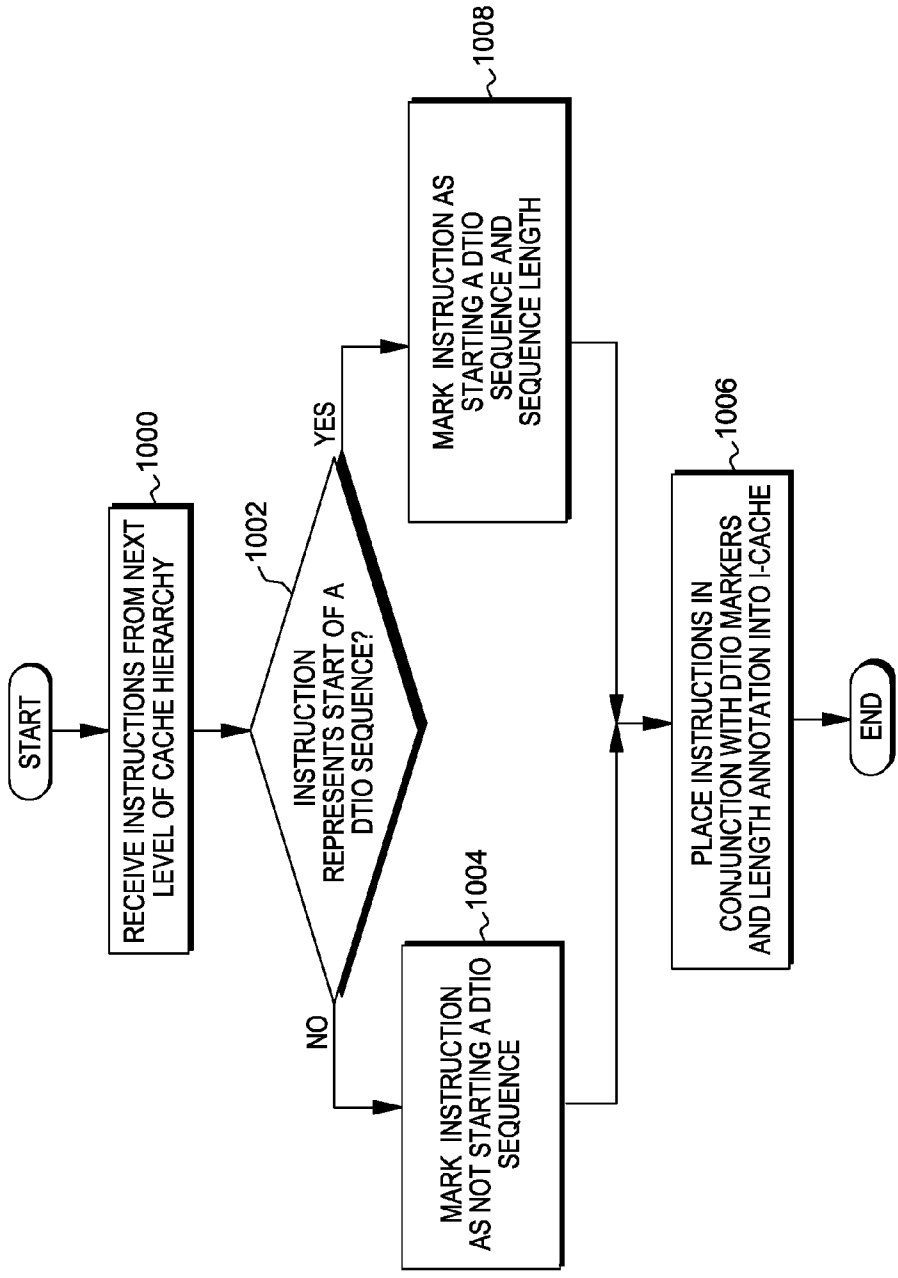 START
1000
RECEIVE INSTRUCTIONS FROM NEXT
LEVEL OF CACHE HIERARCHY
1002
INSTRUCTION
REPRESENTS START OF A
DTIO SEQUENCE?
NO
YES
1004
MARK INSTRUCTION
AS NOT STARTING A DTIO
SEQUENCE
1008
MARK INSTRUCTION AS
STARTING A DTIO
SEQUENCE AND
SEQUENCE LENGTH
1006
PLACE INSTRUCTIONS IN
CONJUNCTION WITH DTIO MARKERS
AND LENGTH ANNOTATION INTO I-CACHE
END